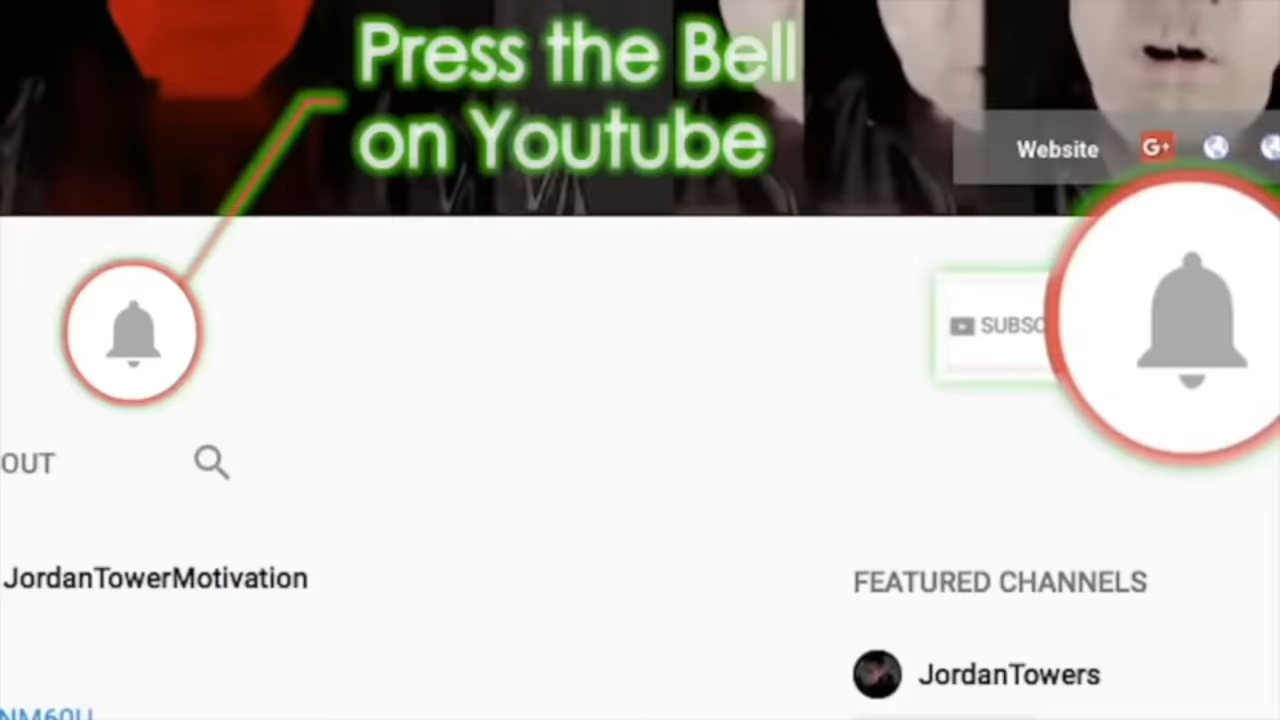 Press the Bell
on Youtube
Website
G+
SUBSC
OUT
JordanTowerMotivation
FEATURED CHANNELS
JordanTowers